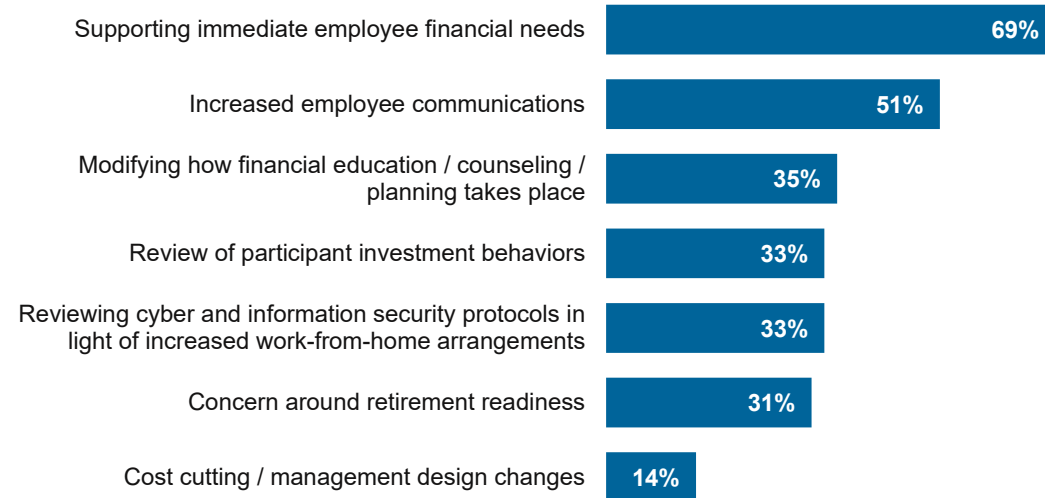 Supporting immediate employee financial needs
69%
Increased employee communications
51%
Modifying how financial education / counseling /
planning takes place
35%
Review of participant investment behaviors
33%
Reviewing cyber and information security protocols in
light of increased work-from-home arrangements
33%
Concern around retirement readiness
31%
Cost cutting / management design changes
14%